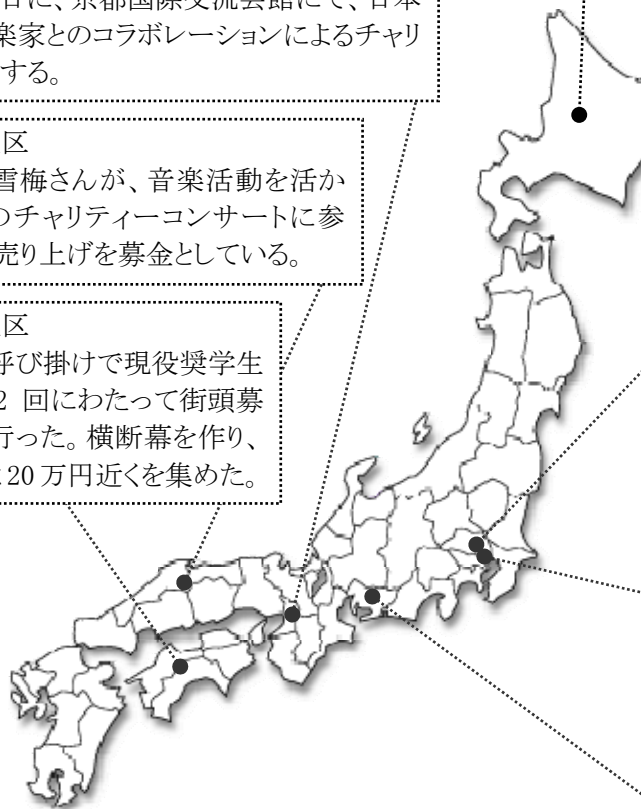 日に、京都国際交流会館にて、日本
楽家とのコラボレーションによるチャリ
する。
区
雪梅さんが、音楽活動を活か
のチャリティーコンサートに参
売り上げを募金としている。
区
呼び掛けで現役奨学生
2 回にわたって街頭募
行った。横断幕を作り、
20万円近くを集めた。